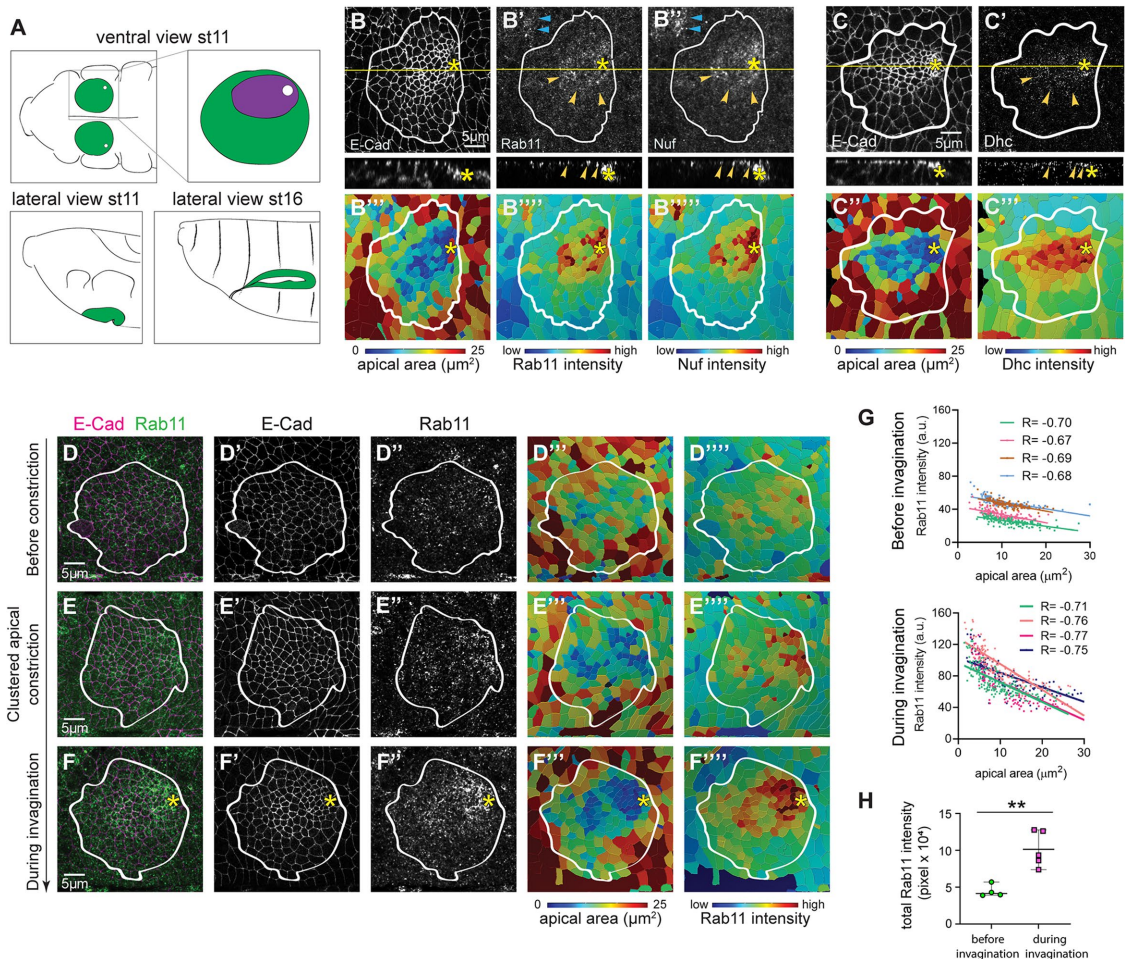 A
ventral view st11
lateral view st11
lateral view st16
B
E-Cad
5μm
B'
Rab11
B''
Nuf
B'''
B''''
B'''''
0 25
apical area (μm²)
low high
Rab11 intensity
low high
Nuf intensity
C
E-Cad
5μm
C'
Dhc
C''
C'''
0 25
apical area (μm²)
low high
Dhc intensity
E-Cad Rab11
E-Cad
Rab11
Before constriction
D
5μm
D'
D''
D'''
D''''
Clustered apical
constriction
E
5μm
E'
E''
E'''
E''''
During invagination
F
5μm
F'
F''
F'''
F''''
0 25
apical area (μm²)
low high
Rab11 intensity
G
Before invagination
Rab11 intensity (a.u.)
160
120
80
40
0
R= -0.70
R= -0.67
R= -0.69
R= -0.68
0 10 20 30
apical area (μm²)
During invagination
Rab11 intensity (a.u.)
160
120
80
40
0
R= -0.71
R= -0.76
R= -0.77
R= -0.75
0 10 20 30
apical area (μm²)
H
total Rab11 intensity
(pixel x 10⁴)
15
10
5
0
**
before
invagination
during
invagination